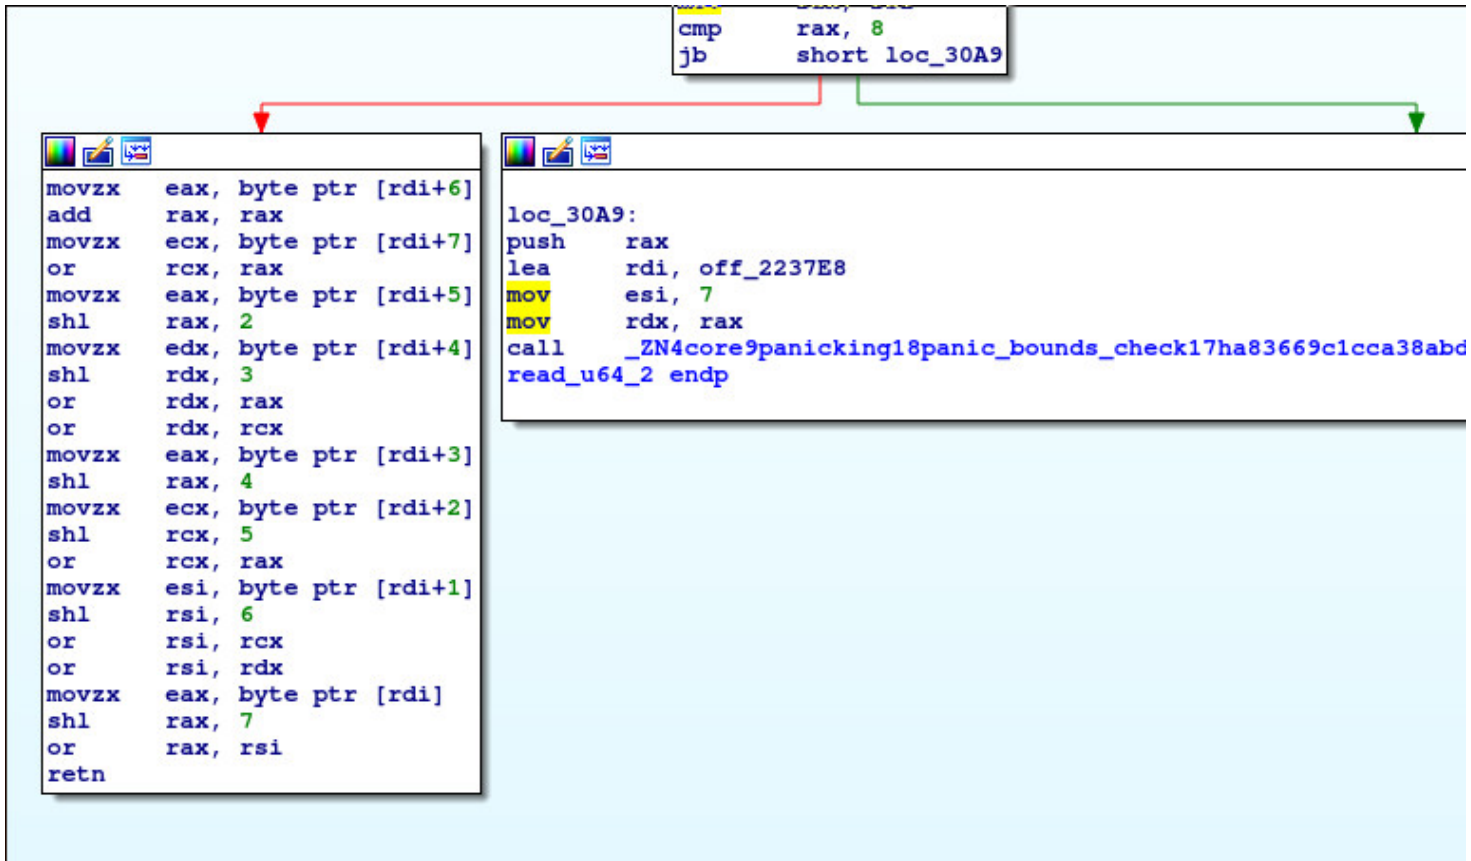 cmp rax, 8
jb short loc_30A9
movzx eax, byte ptr [rdi+6]
add rax, rax
movzx ecx, byte ptr [rdi+7]
or rcx, rax
movzx eax, byte ptr [rdi+5]
shl rax, 2
movzx edx, byte ptr [rdi+4]
shl rdx, 3
or rdx, rax
or rdx, rcx
movzx eax, byte ptr [rdi+3]
shl rax, 4
movzx ecx, byte ptr [rdi+2]
shl rcx, 5
or rcx, rax
movzx esi, byte ptr [rdi+1]
shl rsi, 6
or rsi, rcx
or rsi, rdx
movzx eax, byte ptr [rdi]
shl rax, 7
or rax, rsi
retn
loc_30A9:
push rax
lea rdi, off_2237E8
mov esi, 7
mov rdx, rax
call _ZN4core9panicking18panic_bounds_check17ha83669c1cca38abd
read_u64_2 endp